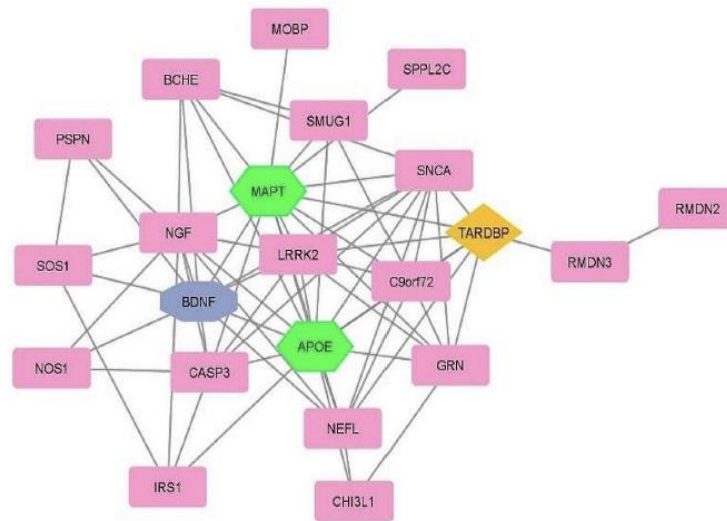 MOBP
SPPL2C
BCHE
SMUG1
PSPN
SNCA
MAPT
RMDN2
NGF
TARDBP
LRRK2
RMDN3
SOS1
C9orf72
BDNF
APOE
GRN
NOS1
CASP3
NEFL
IRS1
CHI3L1